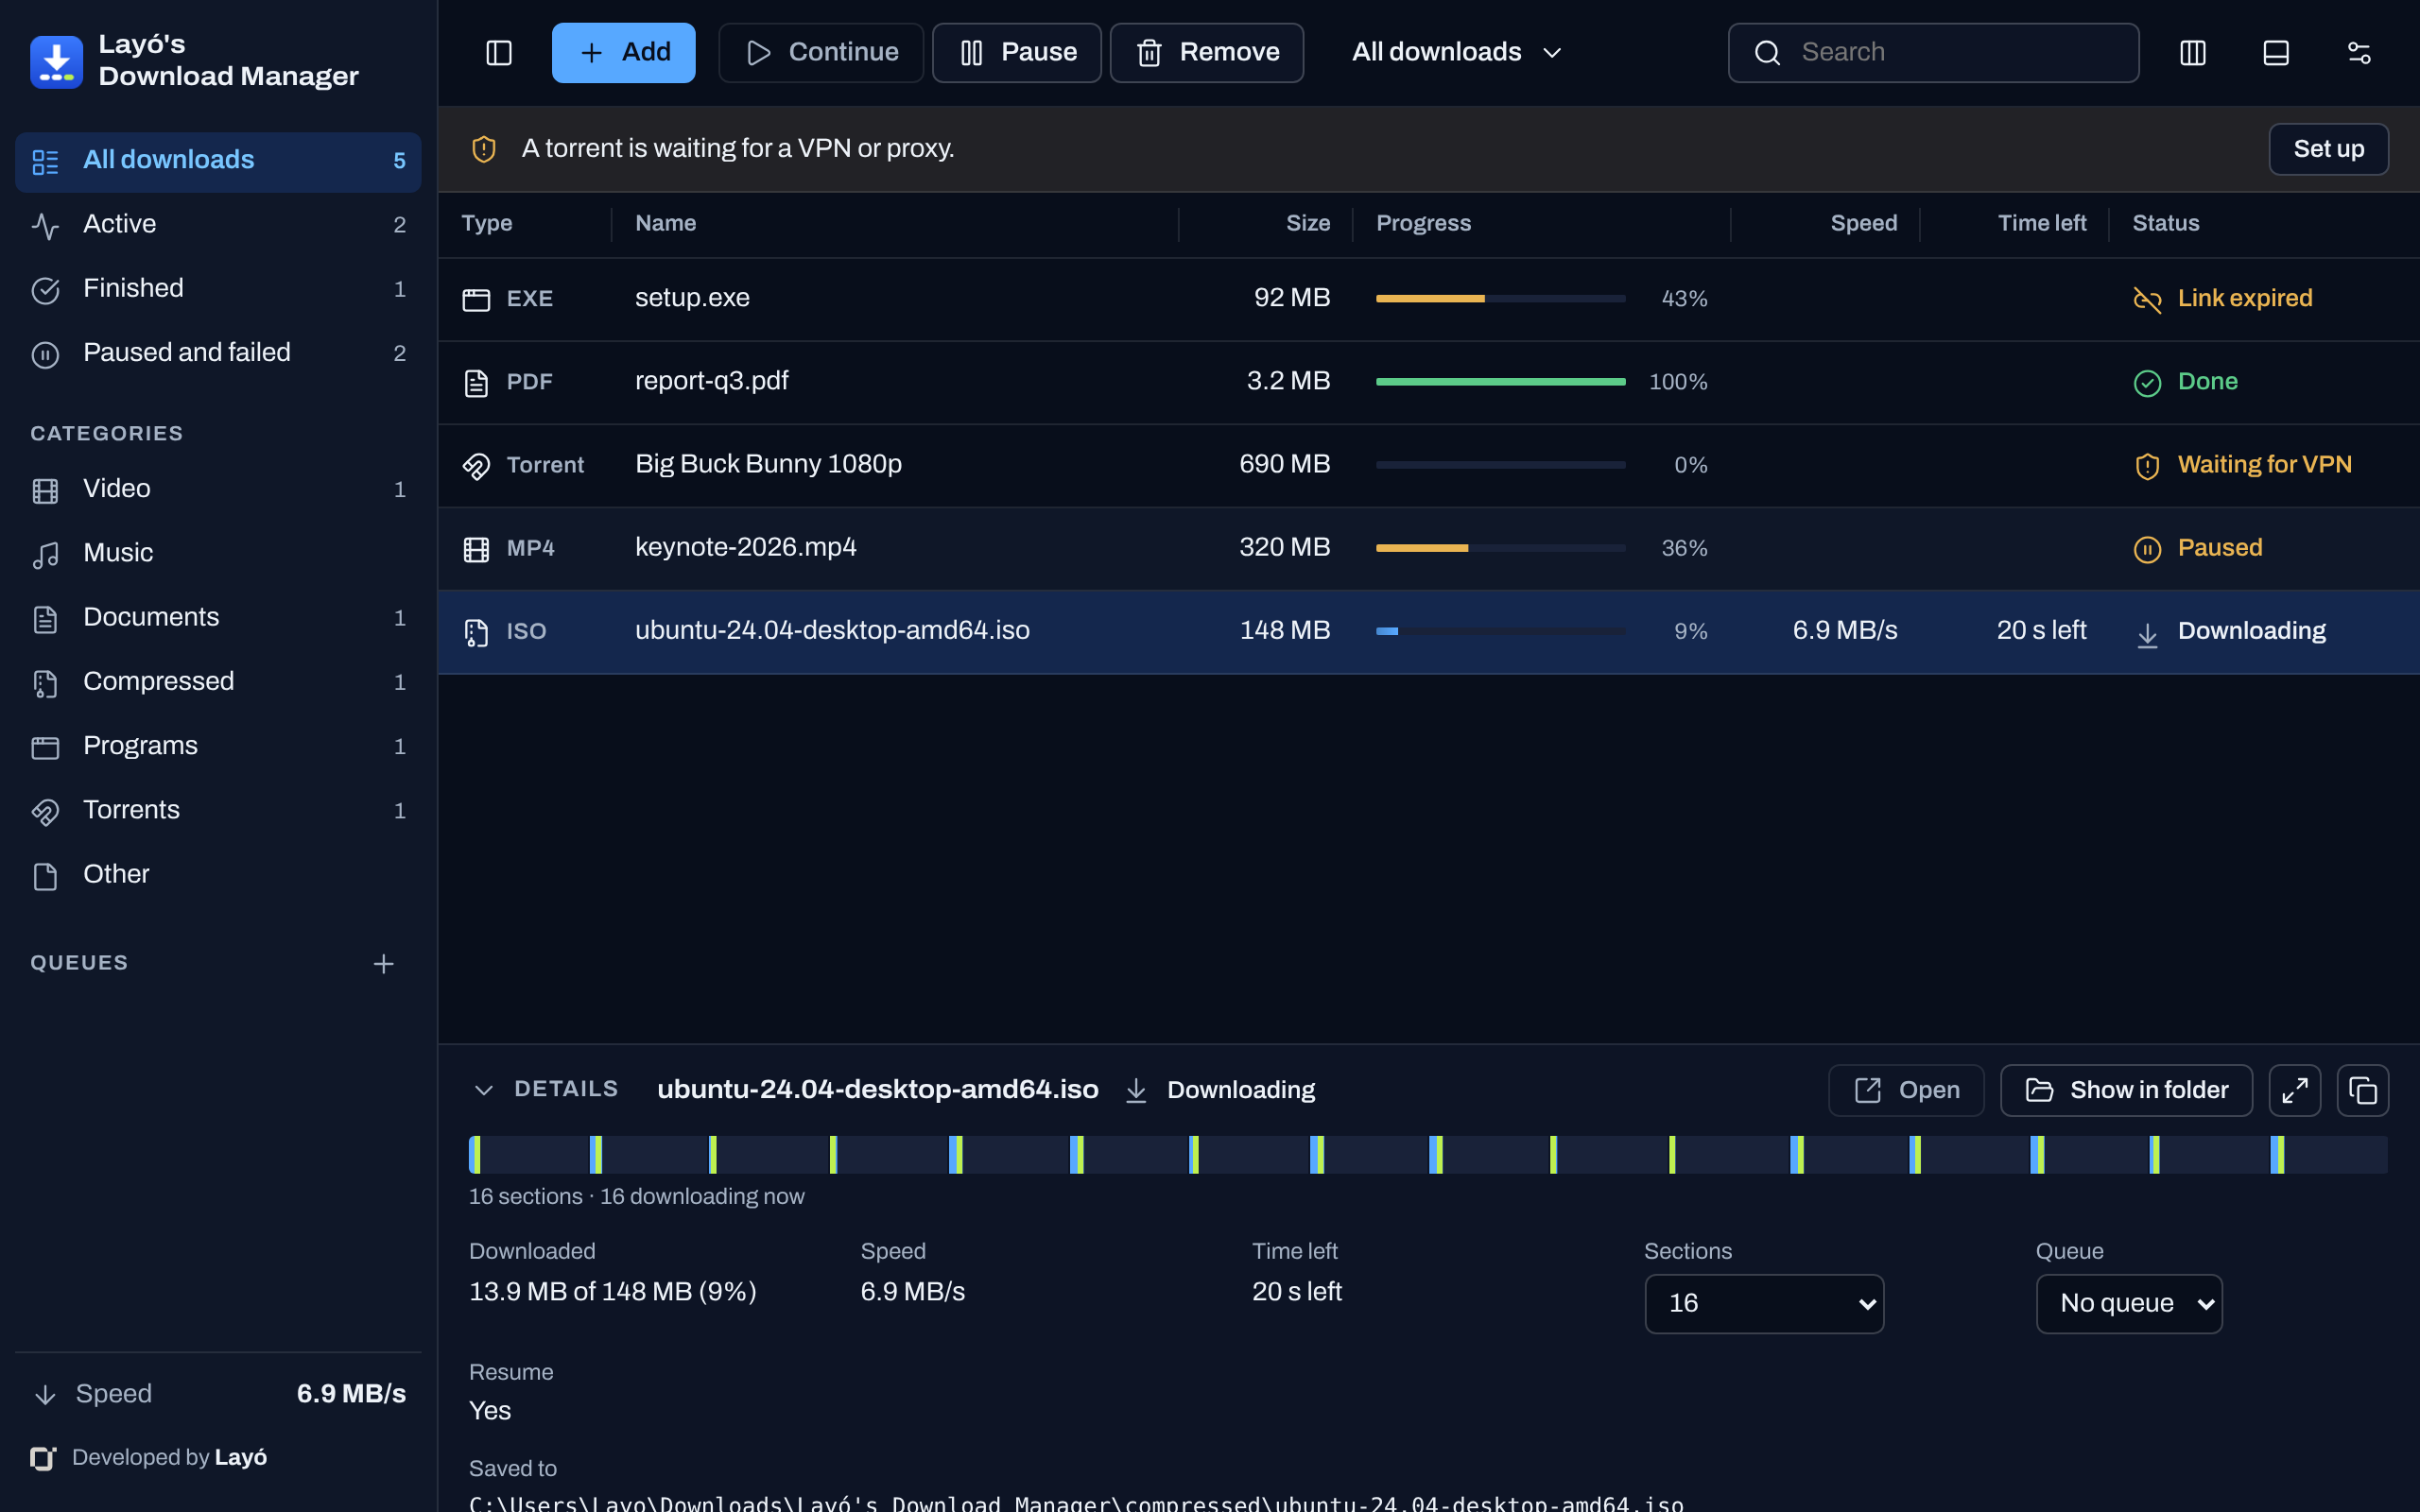 Layó's
Download Manager
All downloads 5
Active 2
Finished 1
Paused and failed 2
CATEGORIES
Video 1
Music
Documents 1
Compressed 1
Programs 1
Torrents 1
Other
QUEUES
Speed 6.9 MB/s
Developed by Layó
Add Continue Pause Remove All downloads Search
A torrent is waiting for a VPN or proxy. Set up
Type Name Size Progress Speed Time left Status
EXE setup.exe 92 MB 43% Link expired
PDF report-q3.pdf 3.2 MB 100% Done
Torrent Big Buck Bunny 1080p 690 MB 0% Waiting for VPN
MP4 keynote-2026.mp4 320 MB 36% Paused
ISO ubuntu-24.04-desktop-amd64.iso 148 MB 9% 6.9 MB/s 20 s left Downloading
DETAILS ubuntu-24.04-desktop-amd64.iso Downloading Open Show in folder
16 sections · 16 downloading now
Downloaded Speed Time left Sections Queue
13.9 MB of 148 MB (9%) 6.9 MB/s 20 s left 16 No queue
Resume
Yes
Saved to
C:\Users\Layo\Downloads\Layó's Download Manager\compressed\ubuntu-24.04-desktop-amd64.iso